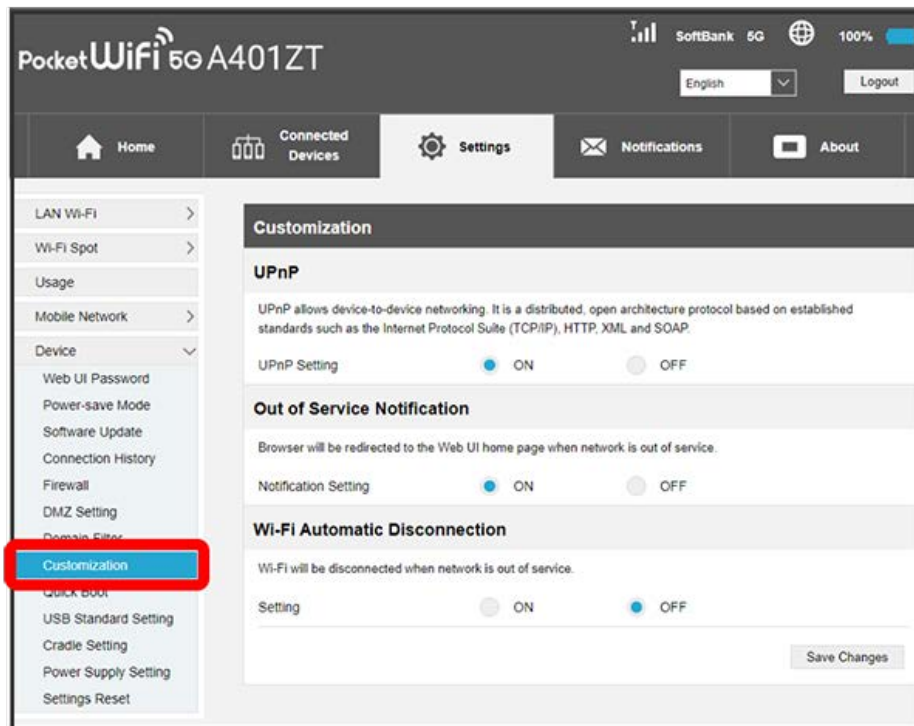 PocketWiFi 5G A401ZT
SoftBank 5G 100%
English Logout
Home
Connected
Devices
Settings
Notifications
About
LAN Wi-Fi
Wi-Fi Spot
Usage
Mobile Network
Device
Web UI Password
Power-save Mode
Software Update
Connection History
Firewall
DMZ Setting
Domain Filter
Customization
Quick Boot
USB Standard Setting
Cradle Setting
Power Supply Setting
Settings Reset
Customization
UPnP
UPnP allows device-to-device networking. It is a distributed, open architecture protocol based on established
standards such as the Internet Protocol Suite (TCP/IP), HTTP, XML and SOAP.
UPnP Setting ON OFF
Out of Service Notification
Browser will be redirected to the Web UI home page when network is out of service.
Notification Setting ON OFF
Wi-Fi Automatic Disconnection
Wi-Fi will be disconnected when network is out of service.
Setting ON OFF
Save Changes